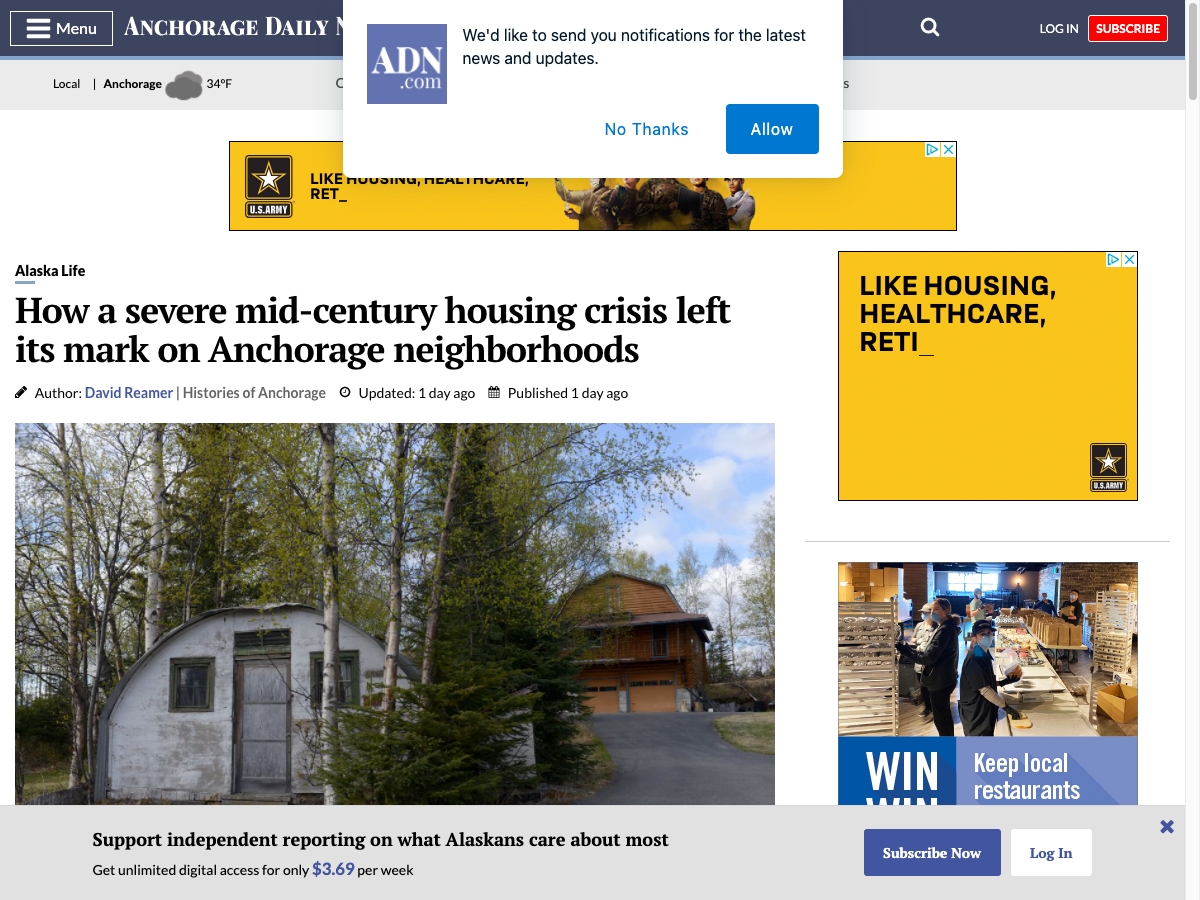 Menu
ANCHORAGE DAILY
ADN
.com
We'd like to send you notifications for the latest
news and updates.
No Thanks
Allow
LOG IN
SUBSCRIBE
Local | Anchorage 34°F
U.S.ARMY
LIKE HOUSING, HEALTHCARE,
RET_
Alaska Life
How a severe mid-century housing crisis left
its mark on Anchorage neighborhoods
Author: David Reamer | Histories of Anchorage Updated: 1 day ago Published 1 day ago
LIKE HOUSING,
HEALTHCARE,
RETI_
U.S.ARMY
WIN
WIN
Keep local
restaurants
Support independent reporting on what Alaskans care about most
Get unlimited digital access for only $3.69 per week
Subscribe Now
Log In